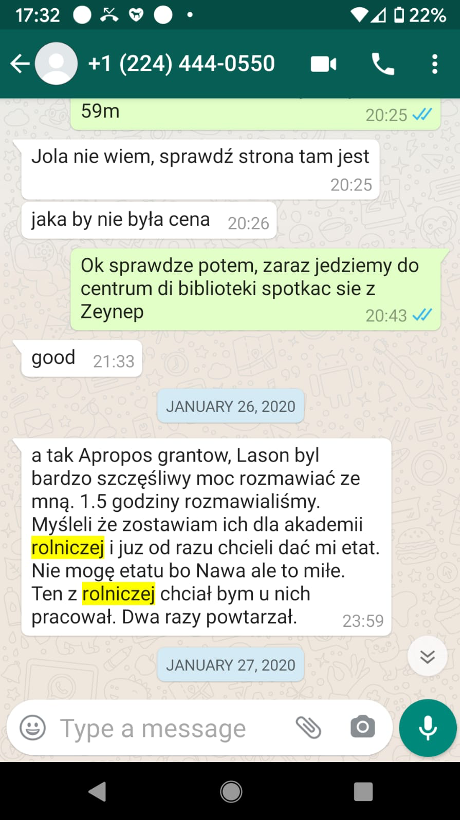 17:32
22%
+1 (224) 444-0550
59m
20:25
Jola nie wiem, sprawdź strona tam jest
20:25
jaka by nie była cena 20:26
Ok sprawdze potem, zaraz jedziemy do
centrum di biblioteki spotkac sie z
Zeynep
20:43
good 21:33
JANUARY 26, 2020
a tak Apropos grantow, Lason byl
bardzo szczęśliwy moc rozmawiać ze
mną. 1.5 godziny rozmawialiśmy.
Myśleli że zostawiam ich dla akademii
rolniczej i juz od razu chcieli dać mi etat.
Nie mogę etatu bo Nawa ale to miłe.
Ten z rolniczej chciał bym u nich
pracował. Dwa razy powtarzał.
23:59
JANUARY 27, 2020
Type a message